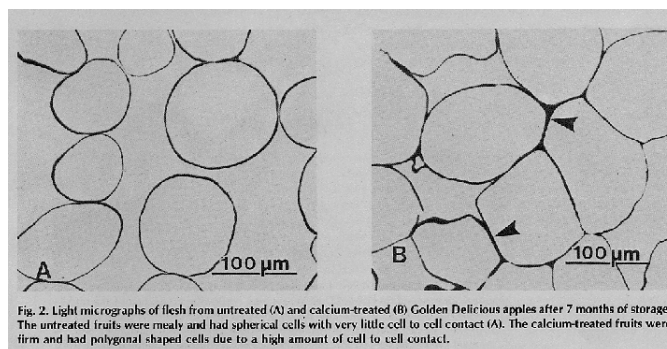 A
100 µm
B
100 µm
Fig. 2. Light micrographs of flesh from untreated (A) and calcium-treated (B) Golden Delicious apples after 7 months of storage
The untreated fruits were mealy and had spherical cells with very little cell to cell contact (A). The calcium-treated fruits were
firm and had polygonal shaped cells due to a high amount of cell to cell contact.